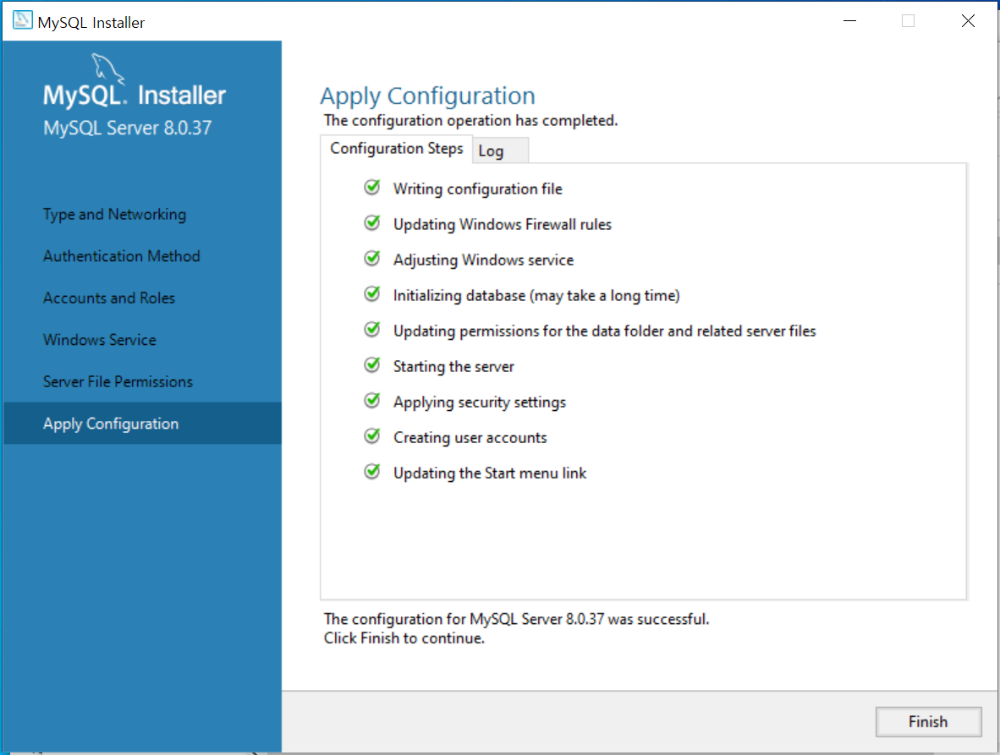 MySQL Installer
MySQL. Installer
MySQL Server 8.0.37
Type and Networking
Authentication Method
Accounts and Roles
Windows Service
Server File Permissions
Apply Configuration
Apply Configuration
The configuration operation has completed.
Configuration Steps
Log
Writing configuration file
Updating Windows Firewall rules
Adjusting Windows service
Initializing database (may take a long time)
Updating permissions for the data folder and related server files
Starting the server
Applying security settings
Creating user accounts
Updating the Start menu link
The configuration for MySQL Server 8.0.37 was successful.
Click Finish to continue.
Finish